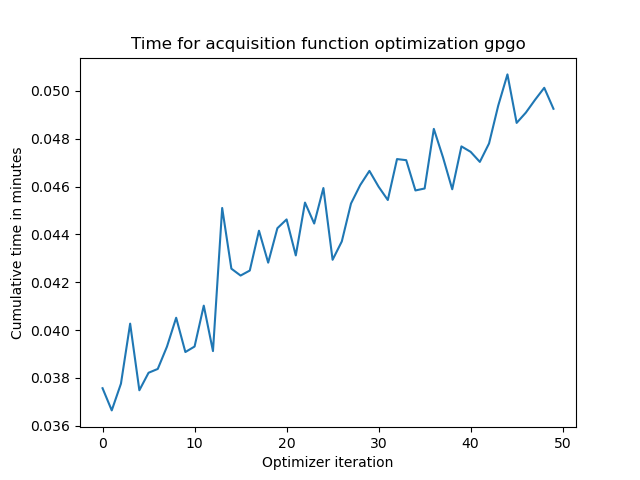 Time for acquisition function optimization gpgo
0.050
0.048
0.046
0.044
0.042
0.040
0.038
0.036
Cumulative time in minutes
0 10 20 30 40 50
Optimizer iteration